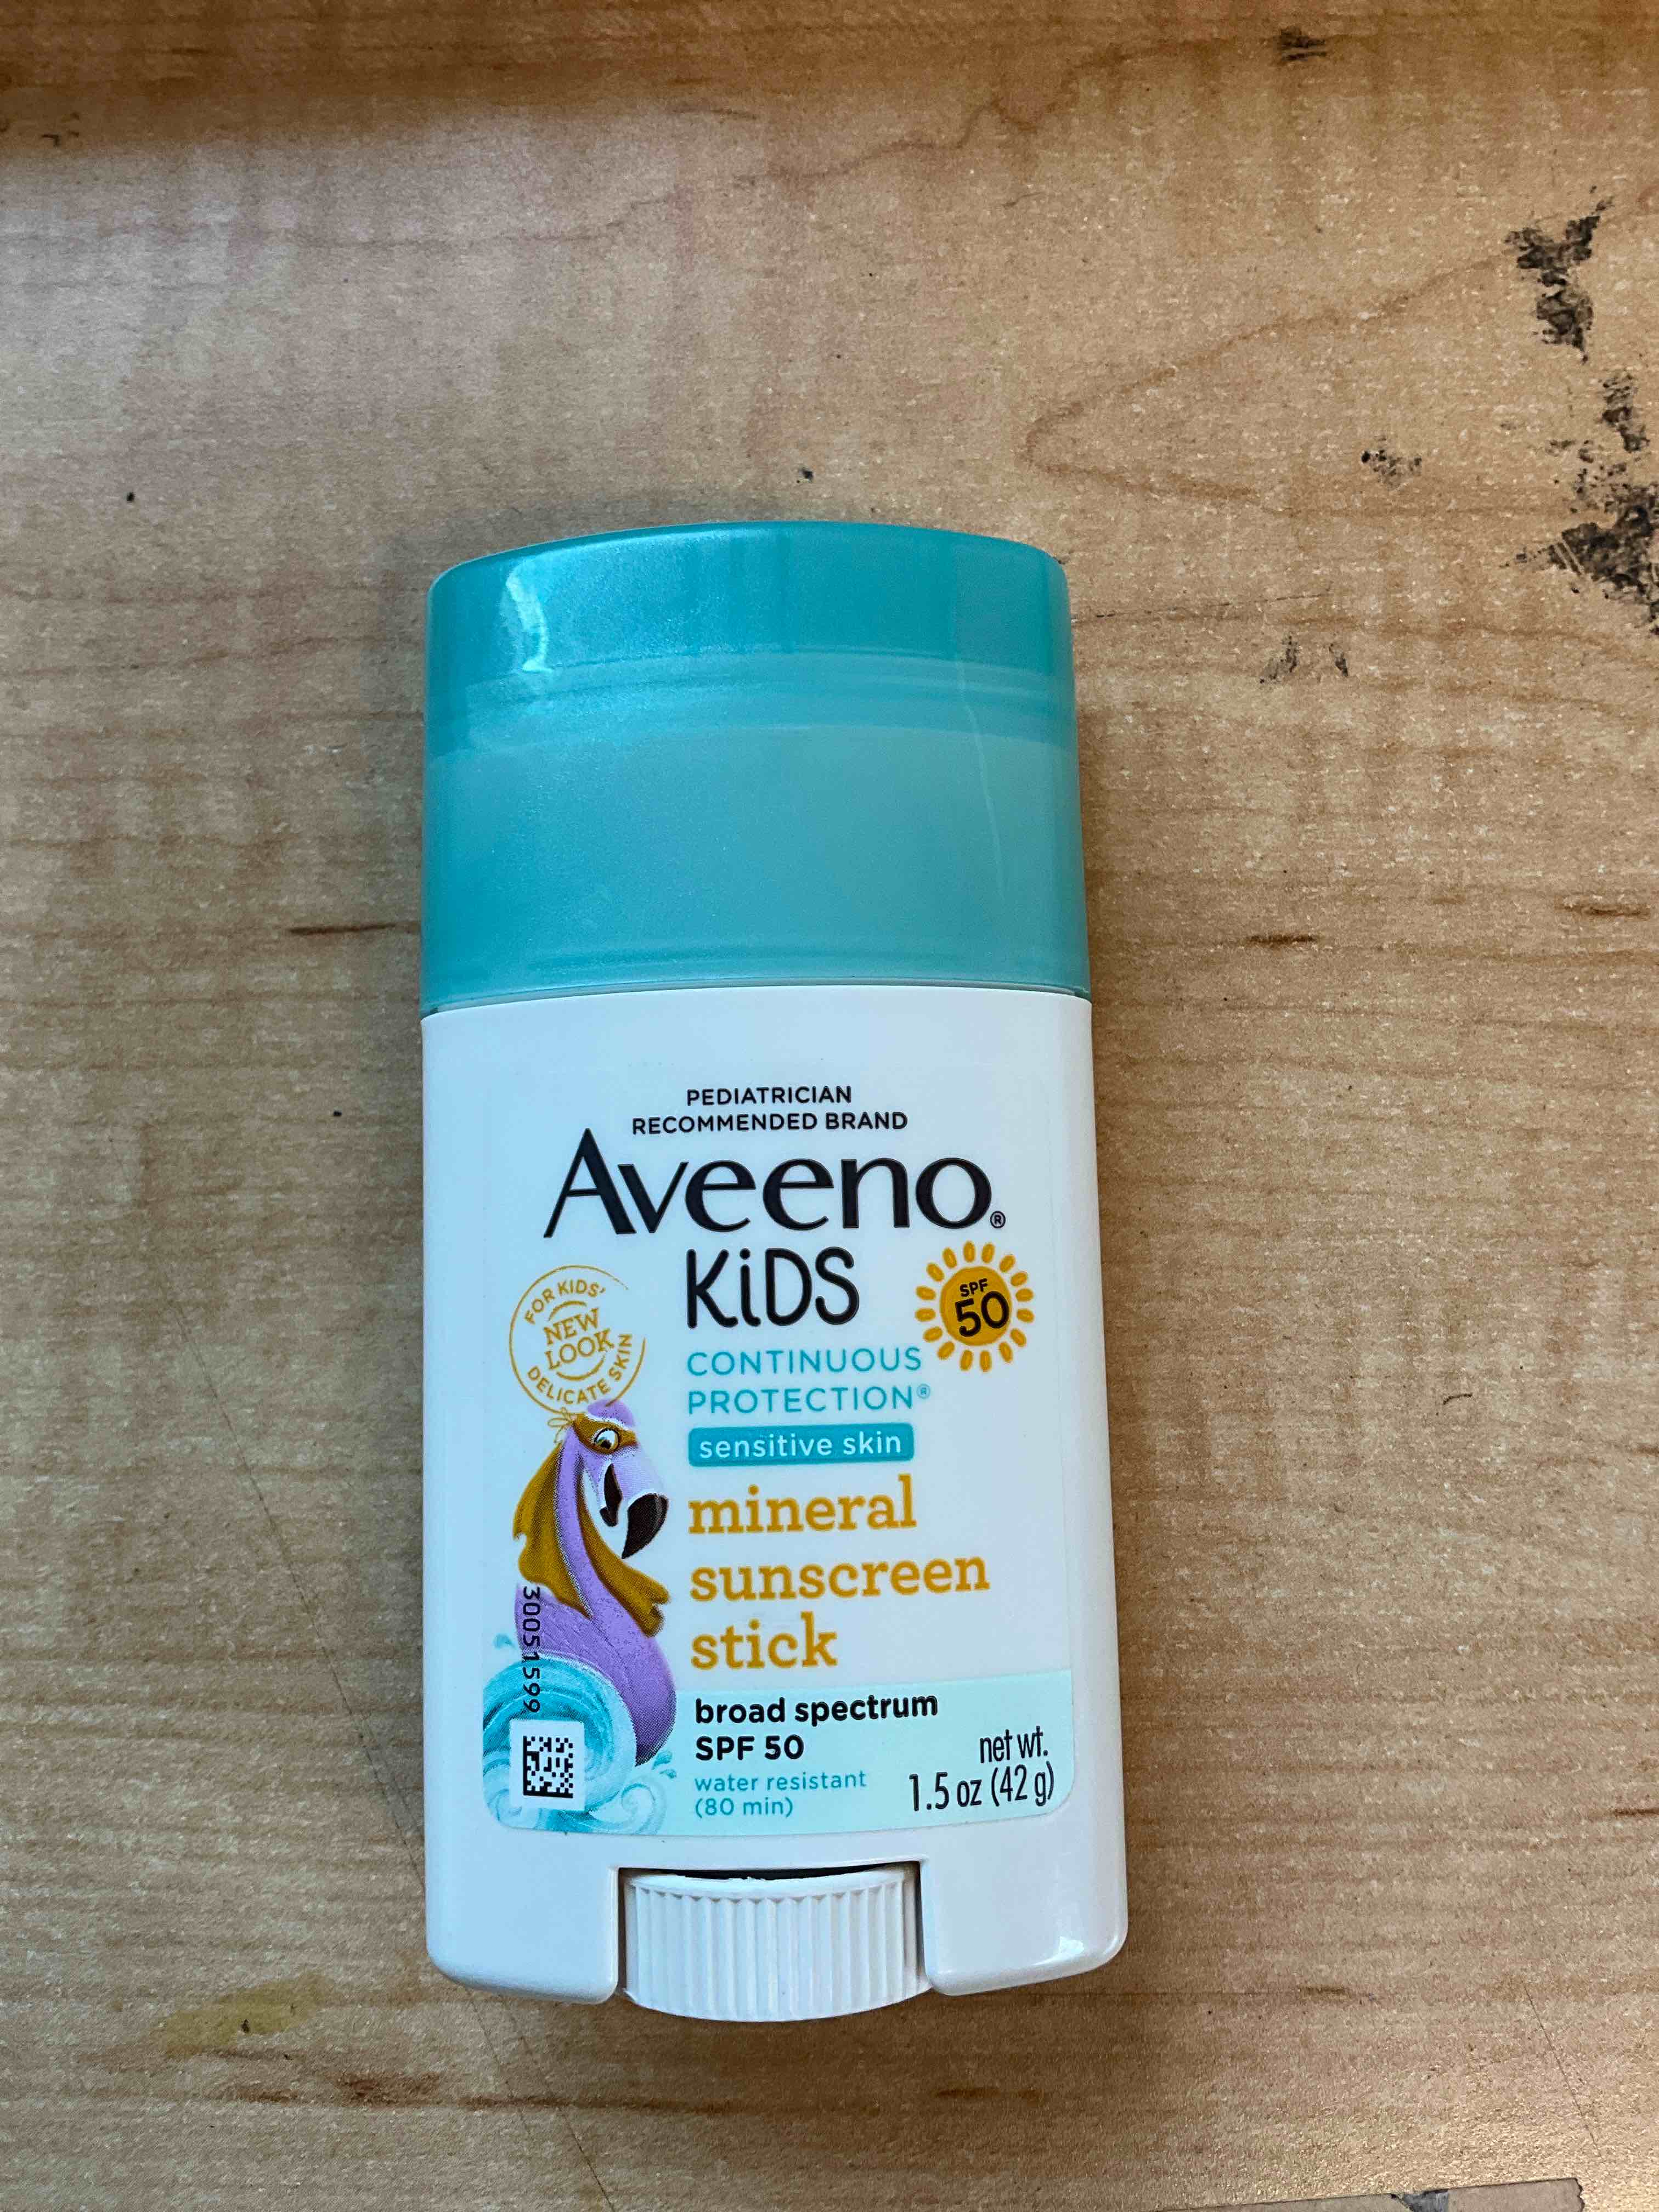 PEDIATRICIAN
RECOMMENDED BRAND
Aveeno®
KiDS
SPF
50
FOR KIDS'
NEW
LOOK
DELICATE SKIN
CONTINUOUS
PROTECTION®
sensitive skin
mineral
sunscreen
stick
30051599
broad spectrum
SPF 50
water resistant
(80 min)
net wt.
1.5 oz (42 g)